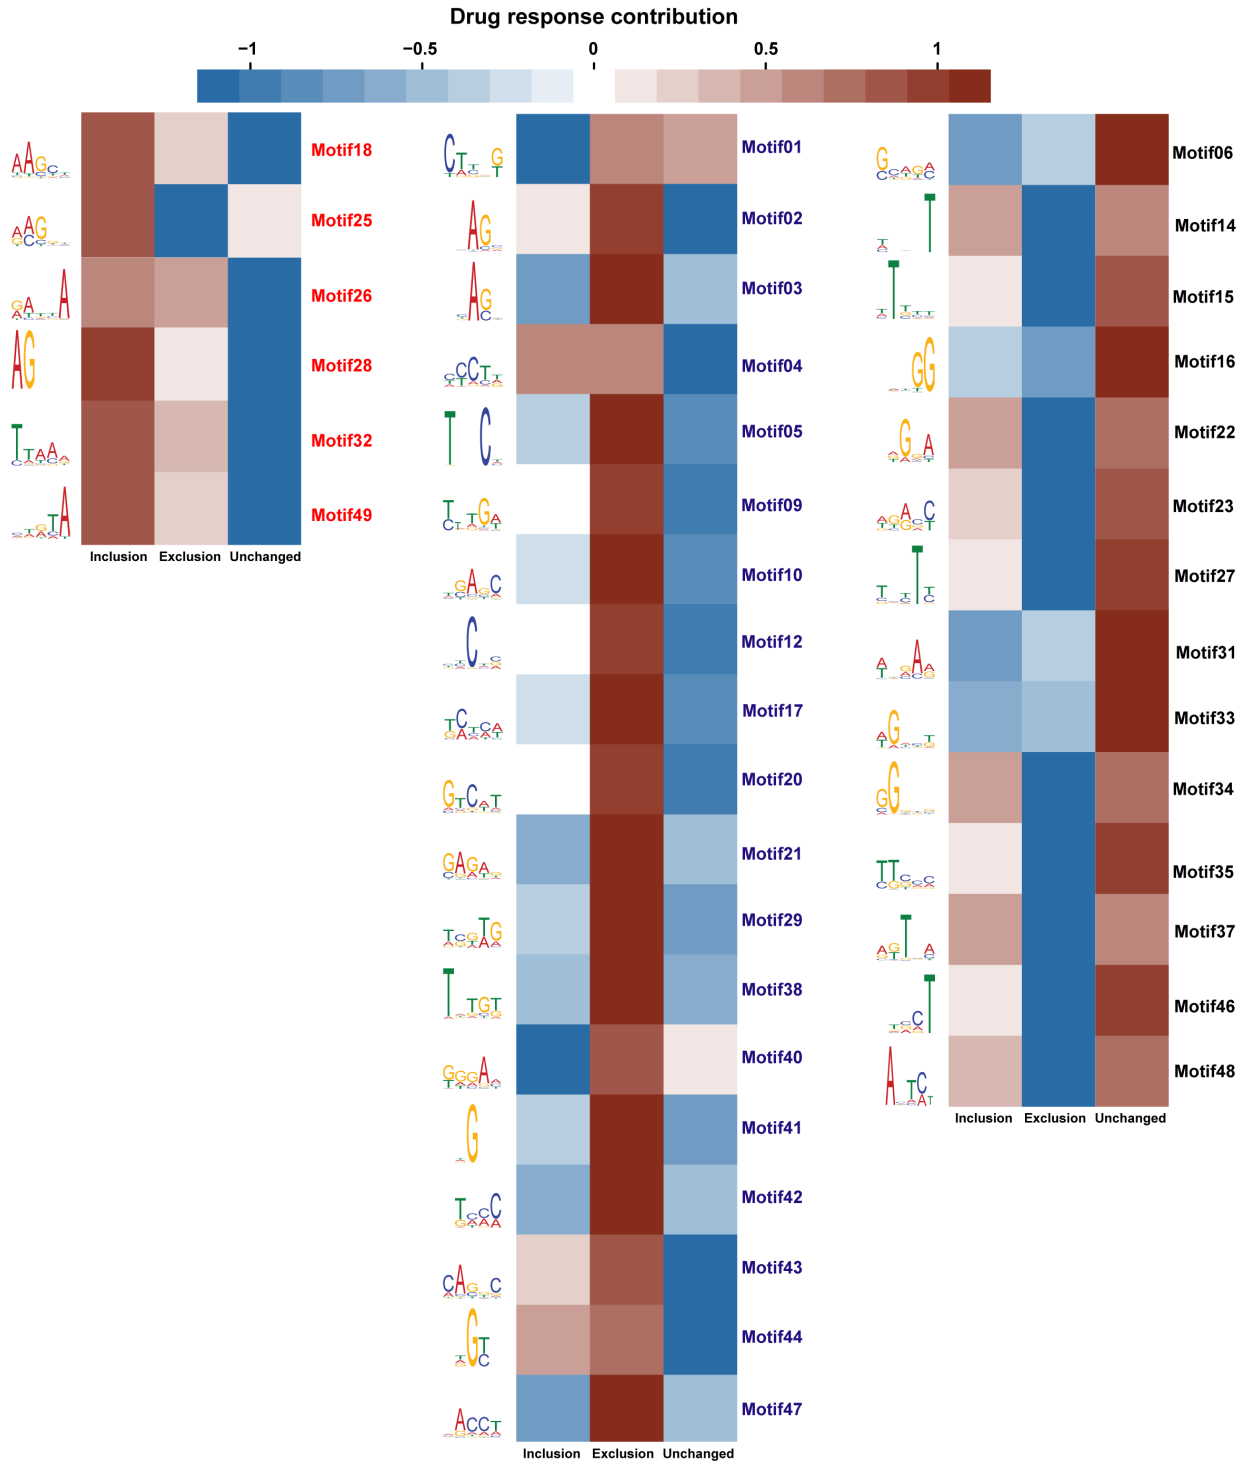 Drug response contribution
−1 −0.5 0 0.5 1
Motif18
Motif25
Motif26
Motif28
Motif32
Motif49
Inclusion Exclusion Unchanged
Motif01
Motif02
Motif03
Motif04
Motif05
Motif09
Motif10
Motif12
Motif17
Motif20
Motif21
Motif29
Motif38
Motif40
Motif41
Motif42
Motif43
Motif44
Motif47
Inclusion Exclusion Unchanged
Motif06
Motif14
Motif15
Motif16
Motif22
Motif23
Motif27
Motif31
Motif33
Motif34
Motif35
Motif37
Motif46
Motif48
Inclusion Exclusion Unchanged